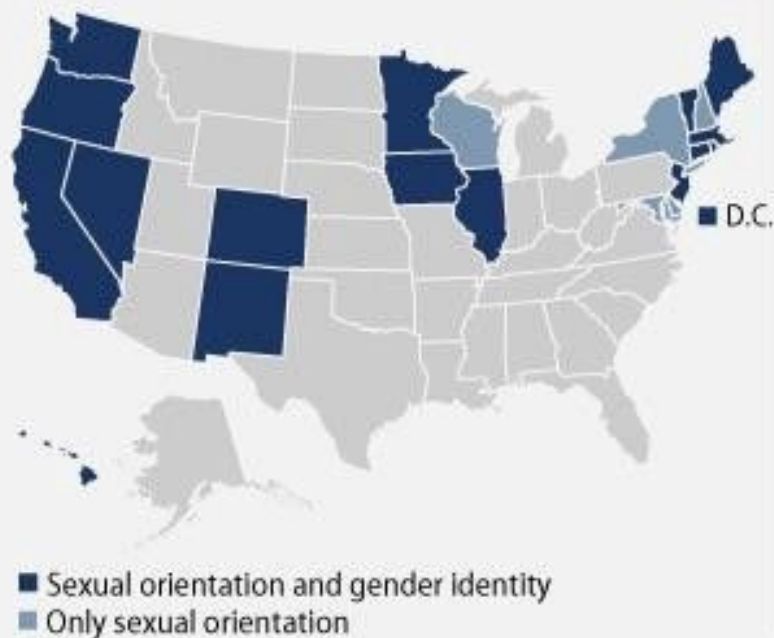 D.C.
Sexual orientation and gender identity
Only sexual orientation